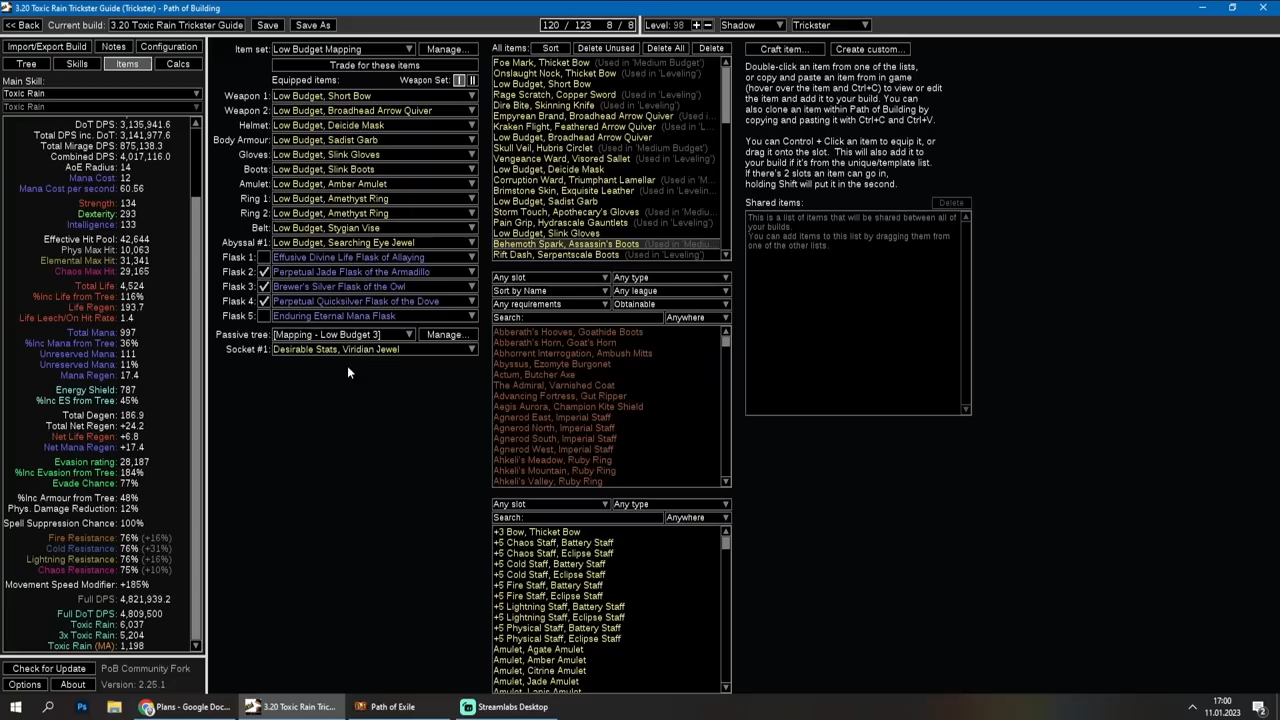 3.20 Toxic Rain Trickster Guide (Trickster) - Path of Building
<< Back
Current build: 3.20 Toxic Rain Trickster Guide
Save
Save As
120 / 123 8 / 8
Level: 98
+
Shadow
Trickster
Import/Export Build
Notes
Configuration
Tree
Skills
Items
Calcs
Main Skill:
Toxic Rain
Toxic Rain
DoT DPS: 3,135,941.6
Total DPS inc. DoT: 3,141,977.6
Total Mirage DPS: 875,138.3
Combined DPS: 4,017,116.0
AoE Radius: 14
Mana Cost: 12
Mana Cost per second: 60.56
Strength: 134
Dexterity: 293
Intelligence: 133
Effective Hit Pool: 42,644
Phys Max Hit: 10,063
Elemental Max Hit: 31,341
Chaos Max Hit: 29,165
Total Life: 4,524
%Inc Life from Tree: 116%
Life Regen: 193.7
Life Leech/On Hit Rate: 1.4
Total Mana: 997
%Inc Mana from Tree: 36%
Unreserved Mana: 111
Unreserved Mana: 11%
Mana Regen: 17.4
Energy Shield: 787
%Inc ES from Tree: 45%
Total Degen: 186.9
Total Net Regen: +24.2
Net Life Regen: +6.8
Net Mana Regen: +17.4
Evasion rating: 28,187
%Inc Evasion from Tree: 184%
Evade Chance: 77%
%Inc Armour from Tree: 48%
Phys. Damage Reduction: 12%
Spell Suppression Chance: 100%
Fire Resistance: 76% (+16%)
Cold Resistance: 76% (+31%)
Lightning Resistance: 76% (+16%)
Chaos Resistance: 75% (+10%)
Movement Speed Modifier: +185%
Full DPS: 4,821,939.2
Full DoT DPS: 4,809,500
Toxic Rain: 6,037
3x Toxic Rain: 5,204
Toxic Rain (MA): 1,198
Check for Update
PoB Community Fork
Options
About
Version: 2.25.1
Item set: Low Budget Mapping
Manage...
Trade for these items
Equipped items:
Weapon Set: I II
Weapon 1: Low Budget, Short Bow
Weapon 2: Low Budget, Broadhead Arrow Quiver
Helmet: Low Budget, Deicide Mask
Body Armour: Low Budget, Sadist Garb
Gloves: Low Budget, Slink Gloves
Boots: Low Budget, Slink Boots
Amulet: Low Budget, Amber Amulet
Ring 1: Low Budget, Amethyst Ring
Ring 2: Low Budget, Amethyst Ring
Belt: Low Budget, Stygian Vise
Abyssal #1: Low Budget, Searching Eye Jewel
Flask 1: Effusive Divine Life Flask of Allaying
Flask 2: Perpetual Jade Flask of the Armadillo
Flask 3: Brewer's Silver Flask of the Owl
Flask 4: Perpetual Quicksilver Flask of the Dove
Flask 5: Enduring Eternal Mana Flask
Passive tree: [Mapping - Low Budget 3]
Manage...
Socket #1: Desirable Stats, Viridian Jewel
All items:
Sort
Delete Unused
Delete All
Delete
Foe Mark, Thicket Bow (Used in 'Medium Budget')
Onslaught Nock, Thicket Bow (Used in 'Leveling')
Low Budget, Short Bow
Rage Scratch, Copper Sword (Used in 'Leveling')
Dire Bite, Skinning Knife (Used in 'Leveling')
Empyrean Brand, Broadhead Arrow Quiver (Used i...
Kraken Flight, Feathered Arrow Quiver (Used in 'L...
Low Budget, Broadhead Arrow Quiver
Skull Veil, Hubris Circlet (Used in 'Medium Budget')
Vengeance Ward, Visored Sallet (Used in 'Leveling')
Low Budget, Deicide Mask
Corruption Ward, Triumphant Lamellar (Used in 'M...
Brimstone Skin, Exquisite Leather (Used in 'Leveling')
Low Budget, Sadist Garb
Storm Touch, Apothecary's Gloves (Used in 'Mediu...
Pain Grip, Hydrascale Gauntlets (Used in 'Leveling')
Low Budget, Slink Gloves
Behemoth Spark, Assassin's Boots (Used in 'Mediu...
Rift Dash, Serpentscale Boots (Used in 'Leveling')
Any slot
Any type
Sort by Name
Any league
Any requirements
Obtainable
Search:
Anywhere
Abberath's Hooves, Goathide Boots
Abberath's Horn, Goat's Horn
Abhorrent Interrogation, Ambush Mitts
Abyssus, Ezomyte Burgonet
Actum, Butcher Axe
The Admiral, Varnished Coat
Advancing Fortress, Gut Ripper
Aegis Aurora, Champion Kite Shield
Agnerod East, Imperial Staff
Agnerod North, Imperial Staff
Agnerod South, Imperial Staff
Agnerod West, Imperial Staff
Ahkeli's Meadow, Ruby Ring
Ahkeli's Mountain, Ruby Ring
Ahkeli's Valley, Ruby Ring
Any slot
Any type
Search:
Anywhere
+3 Bow, Thicket Bow
+5 Chaos Staff, Battery Staff
+5 Chaos Staff, Eclipse Staff
+5 Cold Staff, Battery Staff
+5 Cold Staff, Eclipse Staff
+5 Fire Staff, Battery Staff
+5 Fire Staff, Eclipse Staff
+5 Lightning Staff, Battery Staff
+5 Lightning Staff, Eclipse Staff
+5 Physical Staff, Battery Staff
+5 Physical Staff, Eclipse Staff
Amulet, Agate Amulet
Amulet, Amber Amulet
Amulet, Citrine Amulet
Amulet, Jade Amulet
Amulet, Lapis Amulet
Craft item...
Create custom...
Double-click an item from one of the lists,
or copy and paste an item from in game
(hover over the item and Ctrl+C) to view or edit
the item and add it to your build. You can
also clone an item within Path of Building by
copying and pasting it with Ctrl+C and Ctrl+V.
You can Control + Click an item to equip it, or
drag it onto the slot. This will also add it to
your build if it's from the unique/template list.
If there's 2 slots an item can go in,
holding Shift will put it in the second.
Shared items:
Delete
This is a list of items that will be shared between all of
your builds.
You can add items to this list by dragging them from
one of the other lists.
Plans - Google Doc...
3.20 Toxic Rain Tric...
Path of Exile
Streamlabs Desktop
17:00
11.01.2023